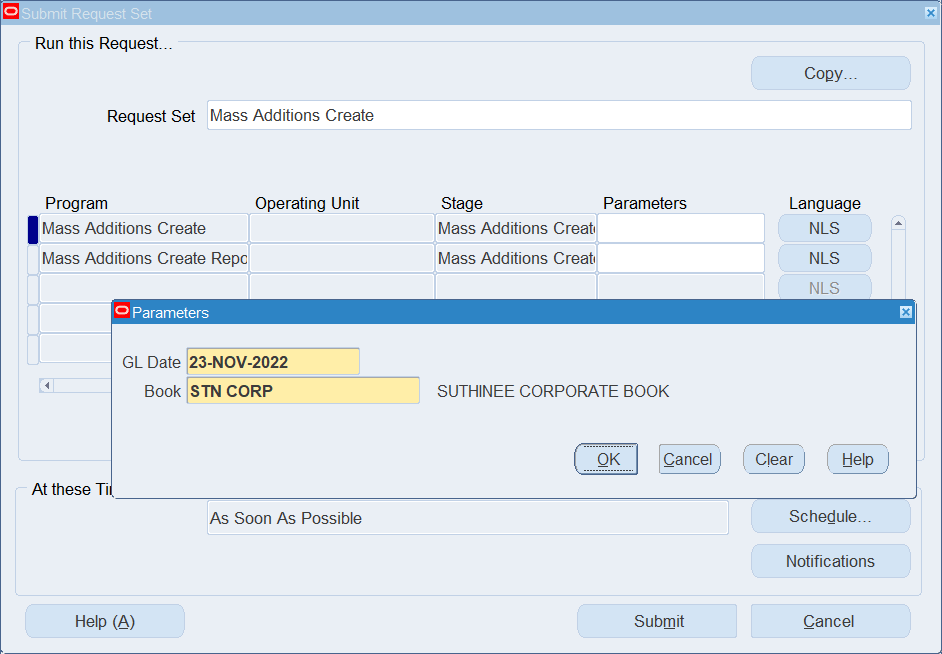 Submit Request Set
Run this Request...
Copy...
Request Set Mass Additions Create
Program Operating Unit Stage Parameters Language
Mass Additions Create Mass Additions Creat NLS
Mass Additions Create Repo Mass Additions Creat NLS
NLS
Parameters
GL Date 23-NOV-2022
Book STN CORP SUTHINEE CORPORATE BOOK
OK Cancel Clear Help
At these Ti
As Soon As Possible Schedule...
Notifications
Help (A) Submit Cancel